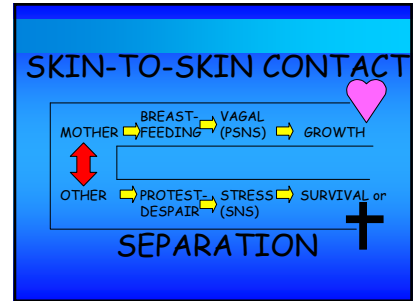 SKIN-TO-SKIN CONTACT
MOTHER BREAST-FEEDING VAGAL (PSNS) GROWTH
OTHER PROTEST-DESPAIR STRESS (SNS) SURVIVAL or
SEPARATION